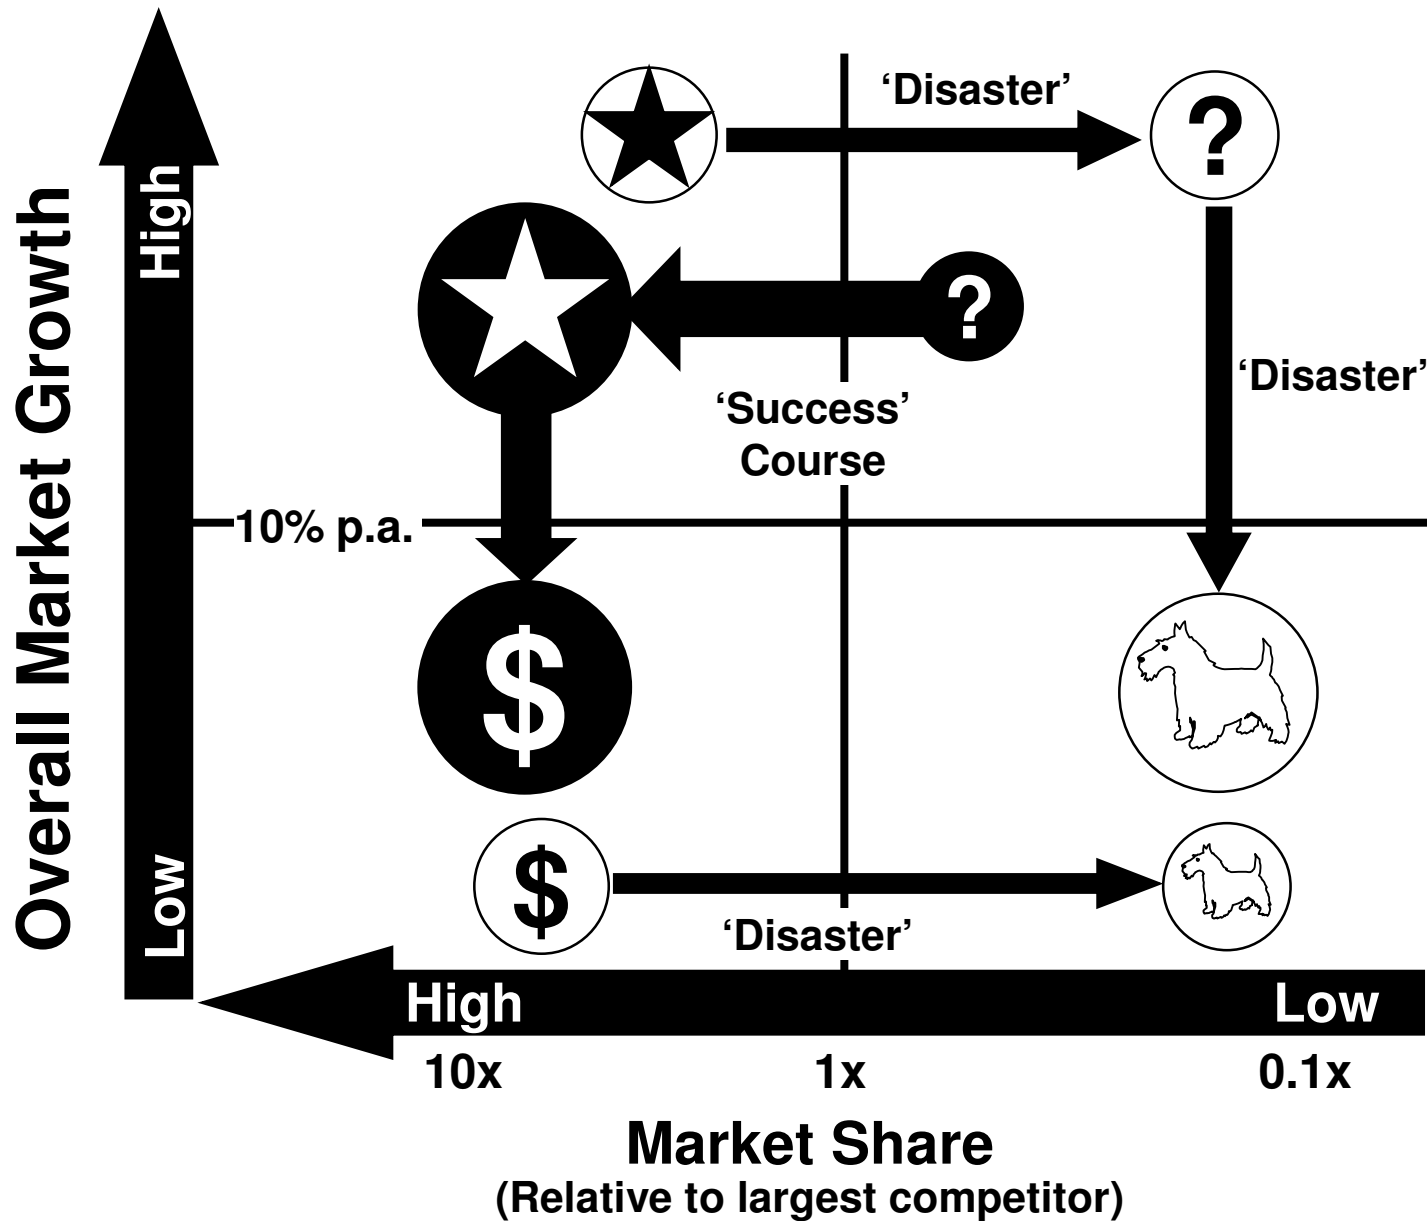 ‘Disaster’
?
High
?
‘Disaster’
‘Success’
Course
Overall Market Growth
10% p.a.
$
$
Low
‘Disaster’
High
Low
10x
1x
0.1x
Market Share
(Relative to largest competitor)